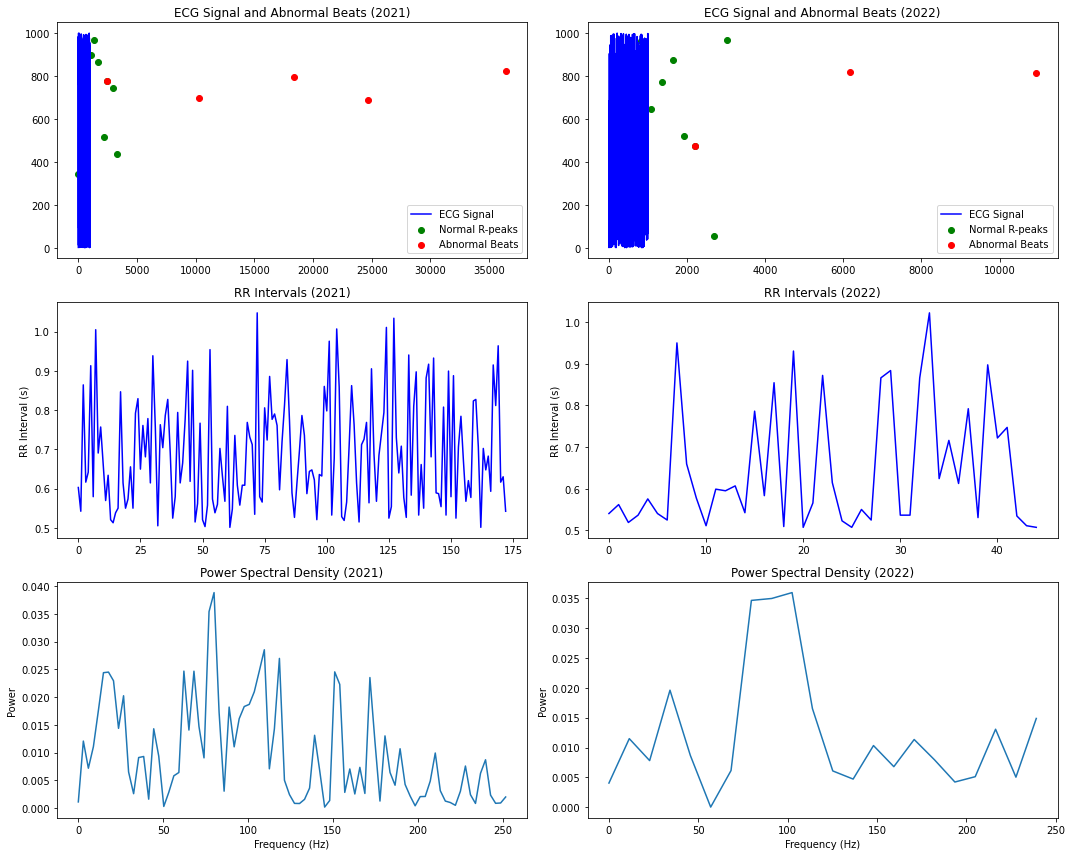 ECG Signal and Abnormal Beats (2021)
1000
800
600
400
200
0
ECG Signal
Normal R-peaks
Abnormal Beats
0 5000 10000 15000 20000 25000 30000 35000
ECG Signal and Abnormal Beats (2022)
1000
800
600
400
200
0
ECG Signal
Normal R-peaks
Abnormal Beats
0 2000 4000 6000 8000 10000
RR Intervals (2021)
RR Interval (s)
1.0
0.9
0.8
0.7
0.6
0.5
0 25 50 75 100 125 150 175
RR Intervals (2022)
RR Interval (s)
1.0
0.9
0.8
0.7
0.6
0.5
0 10 20 30 40
Power Spectral Density (2021)
Power
0.040
0.035
0.030
0.025
0.020
0.015
0.010
0.005
0.000
0 50 100 150 200 250
Frequency (Hz)
Power Spectral Density (2022)
Power
0.035
0.030
0.025
0.020
0.015
0.010
0.005
0.000
0 50 100 150 200 250
Frequency (Hz)